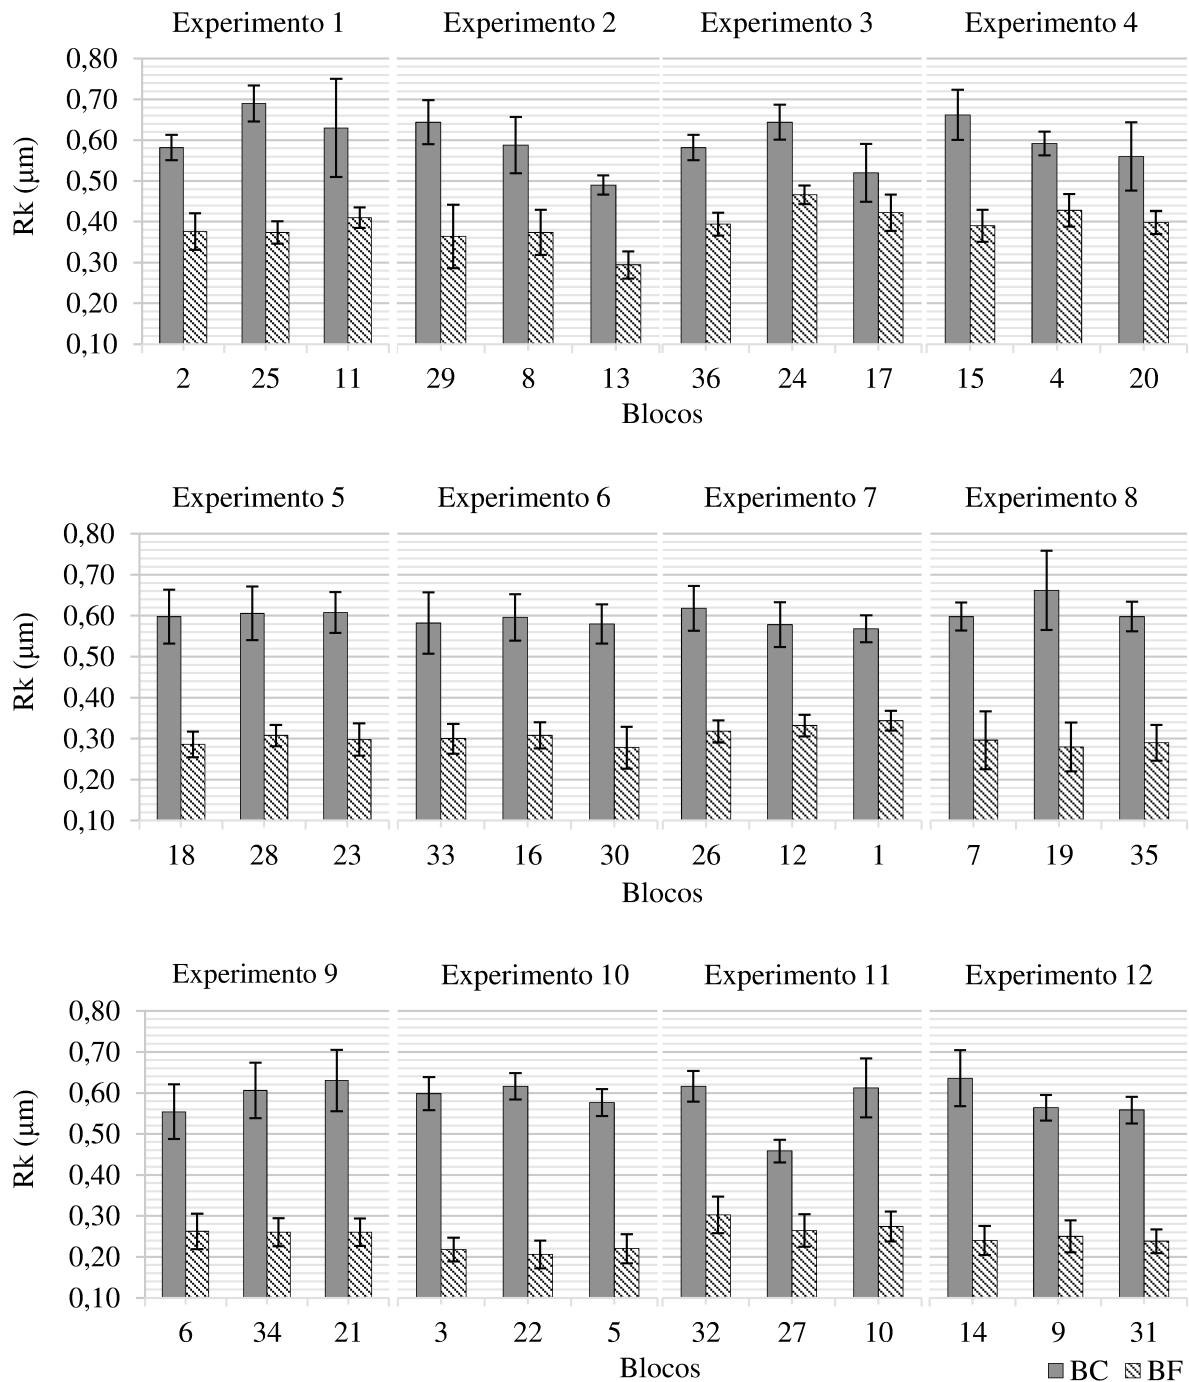 Experimento 1 Experimento 2 Experimento 3 Experimento 4
0,80
0,70
0,60
0,50
0,40
0,30
0,20
0,10
Rk (µm)
2 25 11 29 8 13 36 24 17 15 4 20
Blocos
Experimento 5 Experimento 6 Experimento 7 Experimento 8
0,80
0,70
0,60
0,50
0,40
0,30
0,20
0,10
Rk (µm)
18 28 23 33 16 30 26 12 1 7 19 35
Blocos
Experimento 9 Experimento 10 Experimento 11 Experimento 12
0,80
0,70
0,60
0,50
0,40
0,30
0,20
0,10
Rk (µm)
6 34 21 3 22 5 32 27 10 14 9 31
Blocos
BC BF